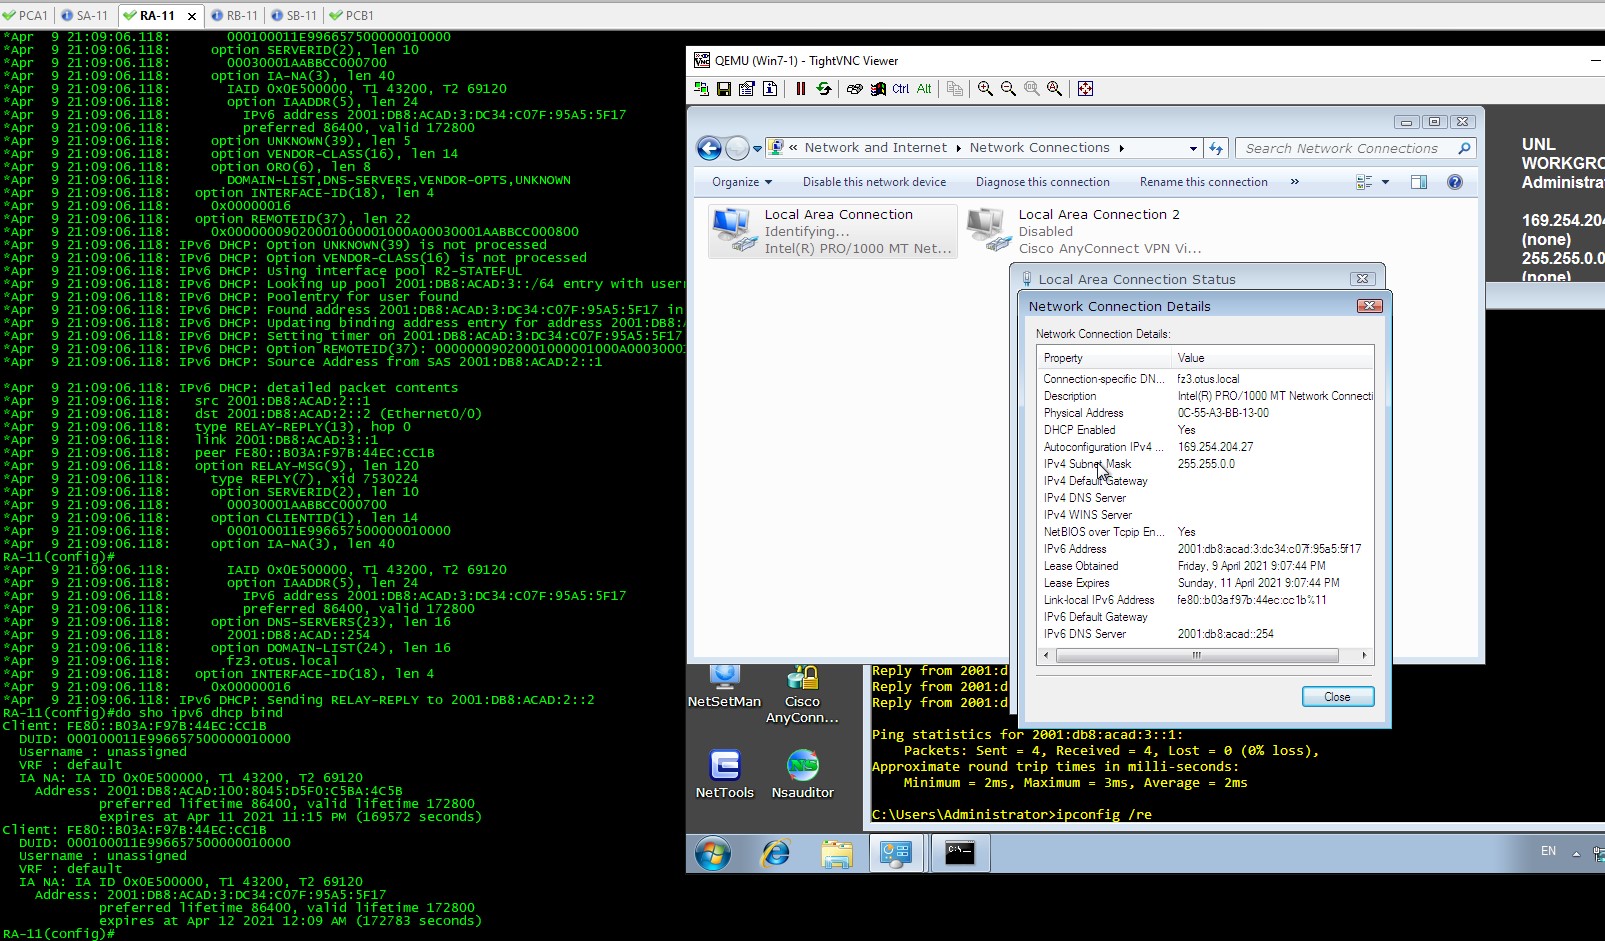 PCA1
SA-11
RA-11
RB-11
SB-11
PCB1
*Apr  9 21:09:06.118:       000100011E996657500000010000
*Apr  9 21:09:06.118:     option SERVERID(2), len 10
*Apr  9 21:09:06.118:       00030001AABBCC000700
*Apr  9 21:09:06.118:     option IA-NA(3), len 40
*Apr  9 21:09:06.118:       IAID 0x0E500000, T1 43200, T2 69120
*Apr  9 21:09:06.118:       option IAADDR(5), len 24
*Apr  9 21:09:06.118:         IPv6 address 2001:DB8:ACAD:3:DC34:C07F:95A5:5F17
*Apr  9 21:09:06.118:         preferred 86400, valid 172800
*Apr  9 21:09:06.118:     option UNKNOWN(39), len 5
*Apr  9 21:09:06.118:     option VENDOR-CLASS(16), len 14
*Apr  9 21:09:06.118:     option ORO(6), len 8
*Apr  9 21:09:06.118:       DOMAIN-LIST,DNS-SERVERS,VENDOR-OPTS,UNKNOWN
*Apr  9 21:09:06.118:   option INTERFACE-ID(18), len 4
*Apr  9 21:09:06.118:     0x00000016
*Apr  9 21:09:06.118:   option REMOTEID(37), len 22
*Apr  9 21:09:06.118:     0x00000009020001000001000A00030001AABBCC000800
*Apr  9 21:09:06.118: IPv6 DHCP: Option UNKNOWN(39) is not processed
*Apr  9 21:09:06.118: IPv6 DHCP: Option VENDOR-CLASS(16) is not processed
*Apr  9 21:09:06.118: IPv6 DHCP: Using interface pool R2-STATEFUL
*Apr  9 21:09:06.118: IPv6 DHCP: Looking up pool 2001:DB8:ACAD:3::/64 entry with user
*Apr  9 21:09:06.118: IPv6 DHCP: Poolentry for user found
*Apr  9 21:09:06.118: IPv6 DHCP: Found address 2001:DB8:ACAD:3:DC34:C07F:95A5:5F17 in
*Apr  9 21:09:06.118: IPv6 DHCP: Updating binding address entry for address 2001:DB8:
*Apr  9 21:09:06.118: IPv6 DHCP: Setting timer on 2001:DB8:ACAD:3:DC34:C07F:95A5:5F17
*Apr  9 21:09:06.118: IPv6 DHCP: Option REMOTEID(37): 00000009020001000001000A0003000
*Apr  9 21:09:06.118: IPv6 DHCP: Source Address from SAS 2001:DB8:ACAD:2::1
*Apr  9 21:09:06.118: IPv6 DHCP: detailed packet contents
*Apr  9 21:09:06.118:   src 2001:DB8:ACAD:2::1
*Apr  9 21:09:06.118:   dst 2001:DB8:ACAD:2::2 (Ethernet0/0)
*Apr  9 21:09:06.118:   type RELAY-REPLY(13), hop 0
*Apr  9 21:09:06.118:   link 2001:DB8:ACAD:3::1
*Apr  9 21:09:06.118:   peer FE80::B03A:F97B:44EC:CC1B
*Apr  9 21:09:06.118:   option RELAY-MSG(9), len 120
*Apr  9 21:09:06.118:     type REPLY(7), xid 7530224
*Apr  9 21:09:06.118:     option SERVERID(2), len 10
*Apr  9 21:09:06.118:       00030001AABBCC000700
*Apr  9 21:09:06.118:     option CLIENTID(1), len 14
*Apr  9 21:09:06.118:       000100011E996657500000010000
*Apr  9 21:09:06.118:     option IA-NA(3), len 40
RA-11(config)#
*Apr  9 21:09:06.118:       IAID 0x0E500000, T1 43200, T2 69120
*Apr  9 21:09:06.118:       option IAADDR(5), len 24
*Apr  9 21:09:06.118:         IPv6 address 2001:DB8:ACAD:3:DC34:C07F:95A5:5F17
*Apr  9 21:09:06.118:         preferred 86400, valid 172800
*Apr  9 21:09:06.118:     option DNS-SERVERS(23), len 16
*Apr  9 21:09:06.118:       2001:DB8:ACAD::254
*Apr  9 21:09:06.118:     option DOMAIN-LIST(24), len 16
*Apr  9 21:09:06.118:       fz3.otus.local
*Apr  9 21:09:06.118:   option INTERFACE-ID(18), len 4
*Apr  9 21:09:06.118:     0x00000016
*Apr  9 21:09:06.118: IPv6 DHCP: Sending RELAY-REPLY to 2001:DB8:ACAD:2::2
RA-11(config)#do sho ipv6 dhcp bind
Client: FE80::B03A:F97B:44EC:CC1B
  DUID: 000100011E996657500000010000
  Username : unassigned
  VRF : default
  IA NA: IA ID 0x0E500000, T1 43200, T2 69120
    Address: 2001:DB8:ACAD:100:8045:D5F0:C5BA:4C5B
            preferred lifetime 86400, valid lifetime 172800
            expires at Apr 11 2021 11:15 PM (169572 seconds)
Client: FE80::B03A:F97B:44EC:CC1B
  DUID: 000100011E996657500000010000
  Username : unassigned
  VRF : default
  IA NA: IA ID 0x0E500000, T1 43200, T2 69120
    Address: 2001:DB8:ACAD:3:DC34:C07F:95A5:5F17
            preferred lifetime 86400, valid lifetime 172800
            expires at Apr 12 2021 12:09 AM (172783 seconds)
RA-11(config)#
QEMU (Win7-1) - TightVNC Viewer
Ctrl Alt
« Network and Internet Network Connections
Search Network Connections
Organize Disable this network device Diagnose this connection Rename this connection »
Local Area Connection
Identifying...
Intel(R) PRO/1000 MT Net...
Local Area Connection 2
Disabled
Cisco AnyConnect VPN Vi...
UNL
WORKGRO
Administra
169.254.204
(none)
255.255.0.0
(none)
Local Area Connection Status
Network Connection Details
Network Connection Details:
Property Value
Connection-specific DN... fz3.otus.local
Description Intel(R) PRO/1000 MT Network Connecti
Physical Address 0C-55-A3-BB-13-00
DHCP Enabled Yes
Autoconfiguration IPv4 ... 169.254.204.27
IPv4 Subnet Mask 255.255.0.0
IPv4 Default Gateway
IPv4 DNS Server
IPv4 WINS Server
NetBIOS over Tcpip En... Yes
IPv6 Address 2001:db8:acad:3:dc34:c07f:95a5:5f17
Lease Obtained Friday, 9 April 2021 9:07:44 PM
Lease Expires Sunday, 11 April 2021 9:07:44 PM
Link-local IPv6 Address fe80::b03a:f97b:44ec:cc1b%11
IPv6 Default Gateway
IPv6 DNS Server 2001:db8:acad::254
Close
NetSetMan
Cisco
AnyConn...
NetTools
Nsauditor
Reply from 2001:d
Reply from 2001:d
Reply from 2001:d
Ping statistics for 2001:db8:acad:3::1:
    Packets: Sent = 4, Received = 4, Lost = 0 (0% loss),
Approximate round trip times in milli-seconds:
    Minimum = 2ms, Maximum = 3ms, Average = 2ms
C:\Users\Administrator>ipconfig /re
C:\
EN